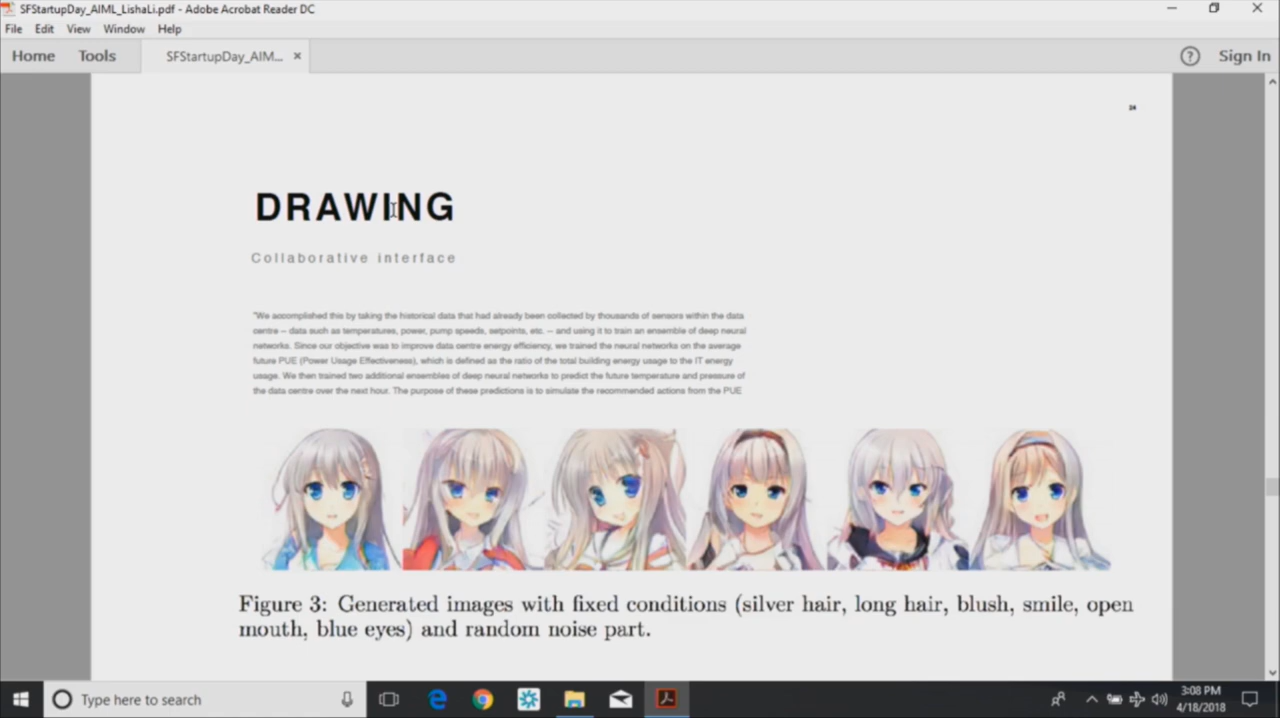 SFStartupDay_AIML_LishaLi.pdf - Adobe Acrobat Reader DC
File Edit View Window Help
Home Tools SFStartupDay_AIM... × ? Sign In
24
DRAWING
Collaborative interface
"We accomplished this by taking the historical data that had already been collected by thousands of sensors within the data
centre – data such as temperatures, power, pump speeds, setpoints, etc. – and using it to train an ensemble of deep neural
networks. Since our objective was to improve data centre energy efficiency, we trained the neural networks on the average
future PUE (Power Usage Effectiveness), which is defined as the ratio of the total building energy usage to the IT energy
usage. We then trained two additional ensembles of deep neural networks to predict the future temperature and pressure of
the data centre over the next hour. The purpose of these predictions is to simulate the recommended actions from the PUE
Figure 3: Generated images with fixed conditions (silver hair, long hair, blush, smile, open
mouth, blue eyes) and random noise part.
Type here to search
3:08 PM
4/18/2018